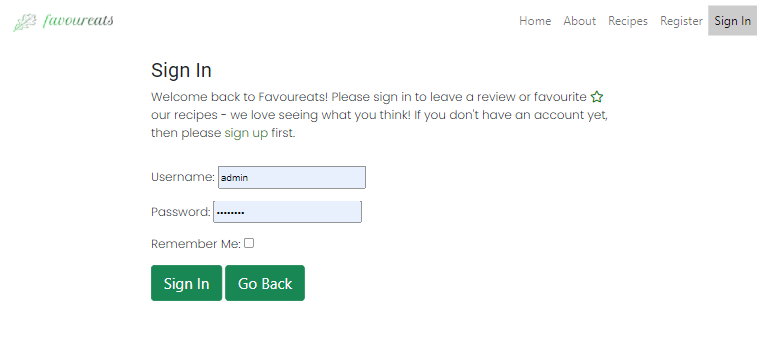 favoureats
Home About Recipes Register Sign In
Sign In
Welcome back to Favoureats! Please sign in to leave a review or favourite
our recipes - we love seeing what you think! If you don't have an account yet,
then please sign up first.
Username: admin
Password: ••••••••
Remember Me:
Sign In Go Back